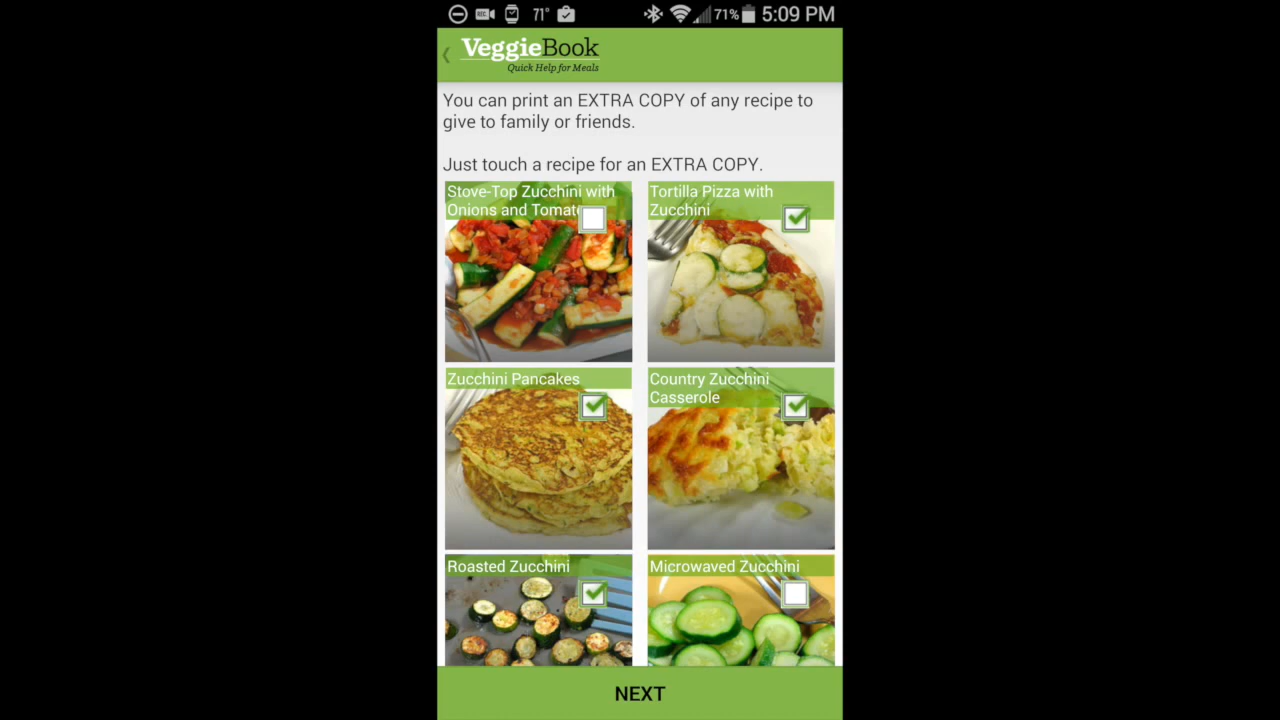 REC 71° 71% 5:09 PM
VeggieBook
Quick Help for Meals
You can print an EXTRA COPY of any recipe to
give to family or friends.
Just touch a recipe for an EXTRA COPY.
Stove-Top Zucchini with
Onions and Tomat
Tortilla Pizza with
Zucchini
Zucchini Pancakes
Country Zucchini
Casserole
Roasted Zucchini
Microwaved Zucchini
NEXT